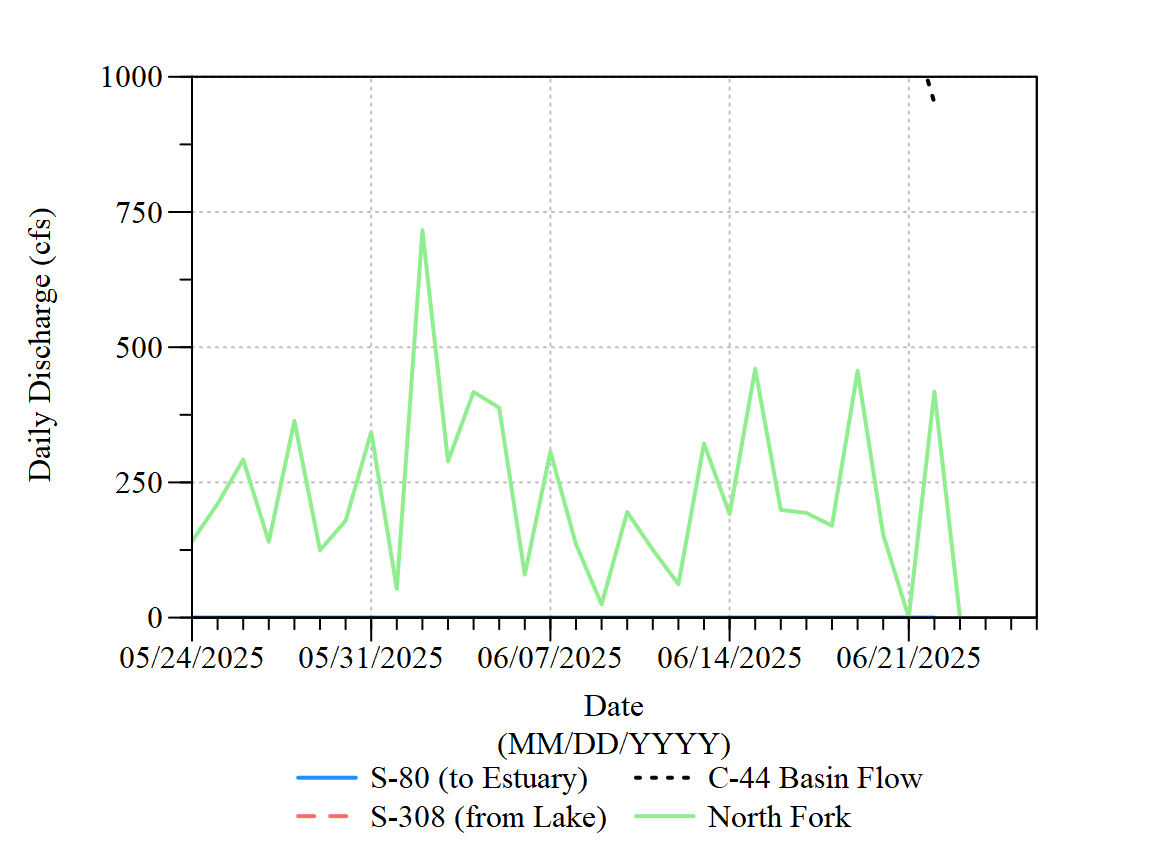 1000
750
500
250
0
Daily Discharge (cfs)
05/24/2025 05/31/2025 06/07/2025 06/14/2025 06/21/2025
Date
(MM/DD/YYYY)
S-80 (to Estuary) C-44 Basin Flow
S-308 (from Lake) North Fork